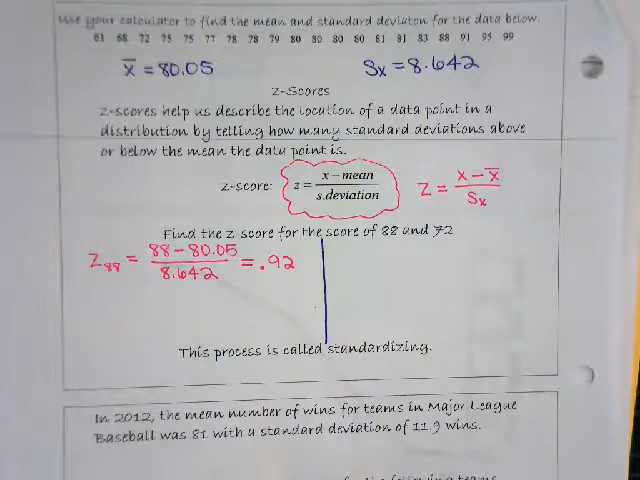 Use your calculator to find the mean and standard deviation for the data below.
63 68 72 75 75 77 78 78 79 80 80 80 80 81 81 83 88 91 95 99
x̄ = 80.05 Sx = 8.642
z-Scores
z-scores help us describe the location of a data point in a
distribution by telling how many standard deviations above
or below the mean the data point is.
z-score: z = x − mean / s.deviation z = x − x̄ / Sx
Find the z score for the score of 88 and 72
Z88 = 88 − 80.05 / 8.642 = .92
This process is called standardizing.
In 2012, the mean number of wins for teams in Major League
Baseball was 81 with a standard deviation of 11.9 wins.
for the following teams